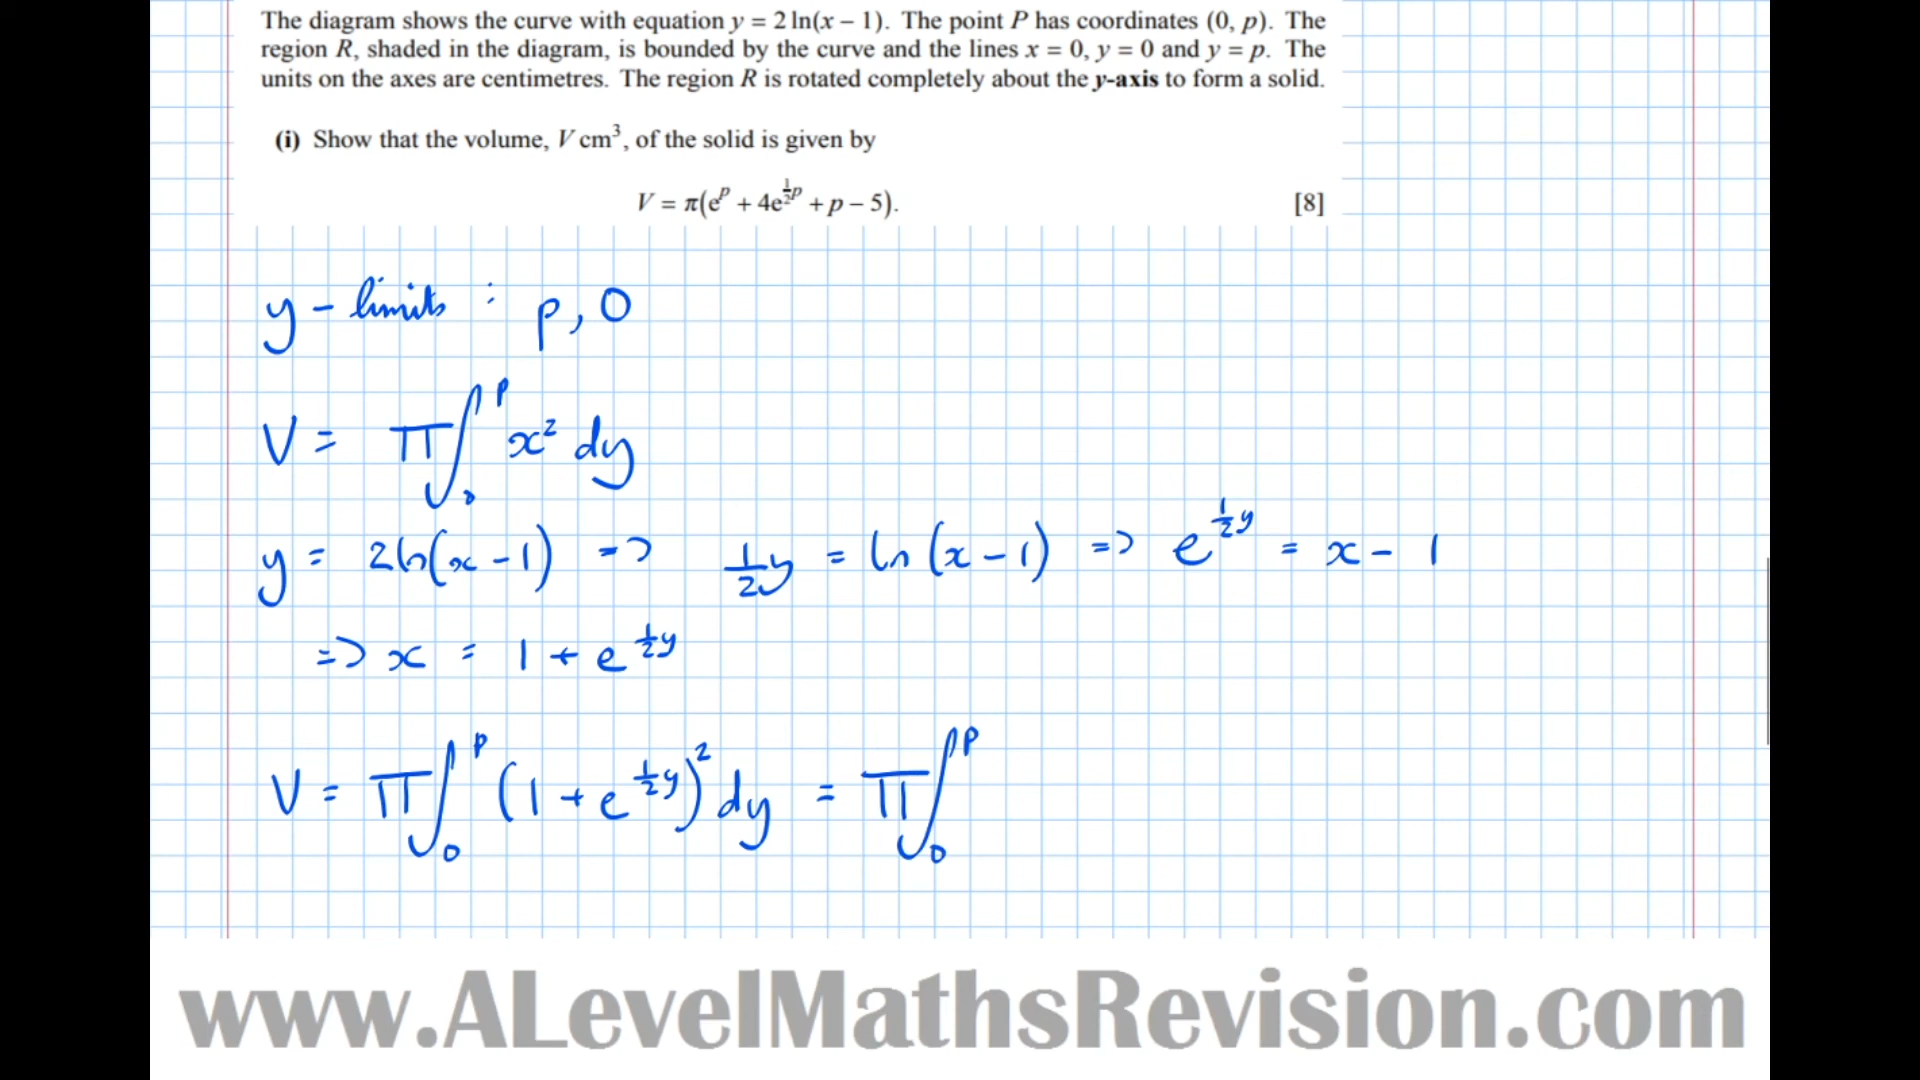 The diagram shows the curve with equation y = 2 ln(x − 1). The point P has coordinates (0, p). The
region R, shaded in the diagram, is bounded by the curve and the lines x = 0, y = 0 and y = p. The
units on the axes are centimetres. The region R is rotated completely about the y-axis to form a solid.
(i) Show that the volume, V cm³, of the solid is given by
V = π(e^p + 4e^{½p} + p − 5). [8]
y - limits : p, 0
V = π∫₀^p x² dy
y = 2ln(x - 1) => ½y = ln(x - 1) => e^{½y} = x - 1
=> x = 1 + e^{½y}
V = π∫₀^p (1 + e^{½y})² dy = π∫₀^p
www.ALevelMathsRevision.com